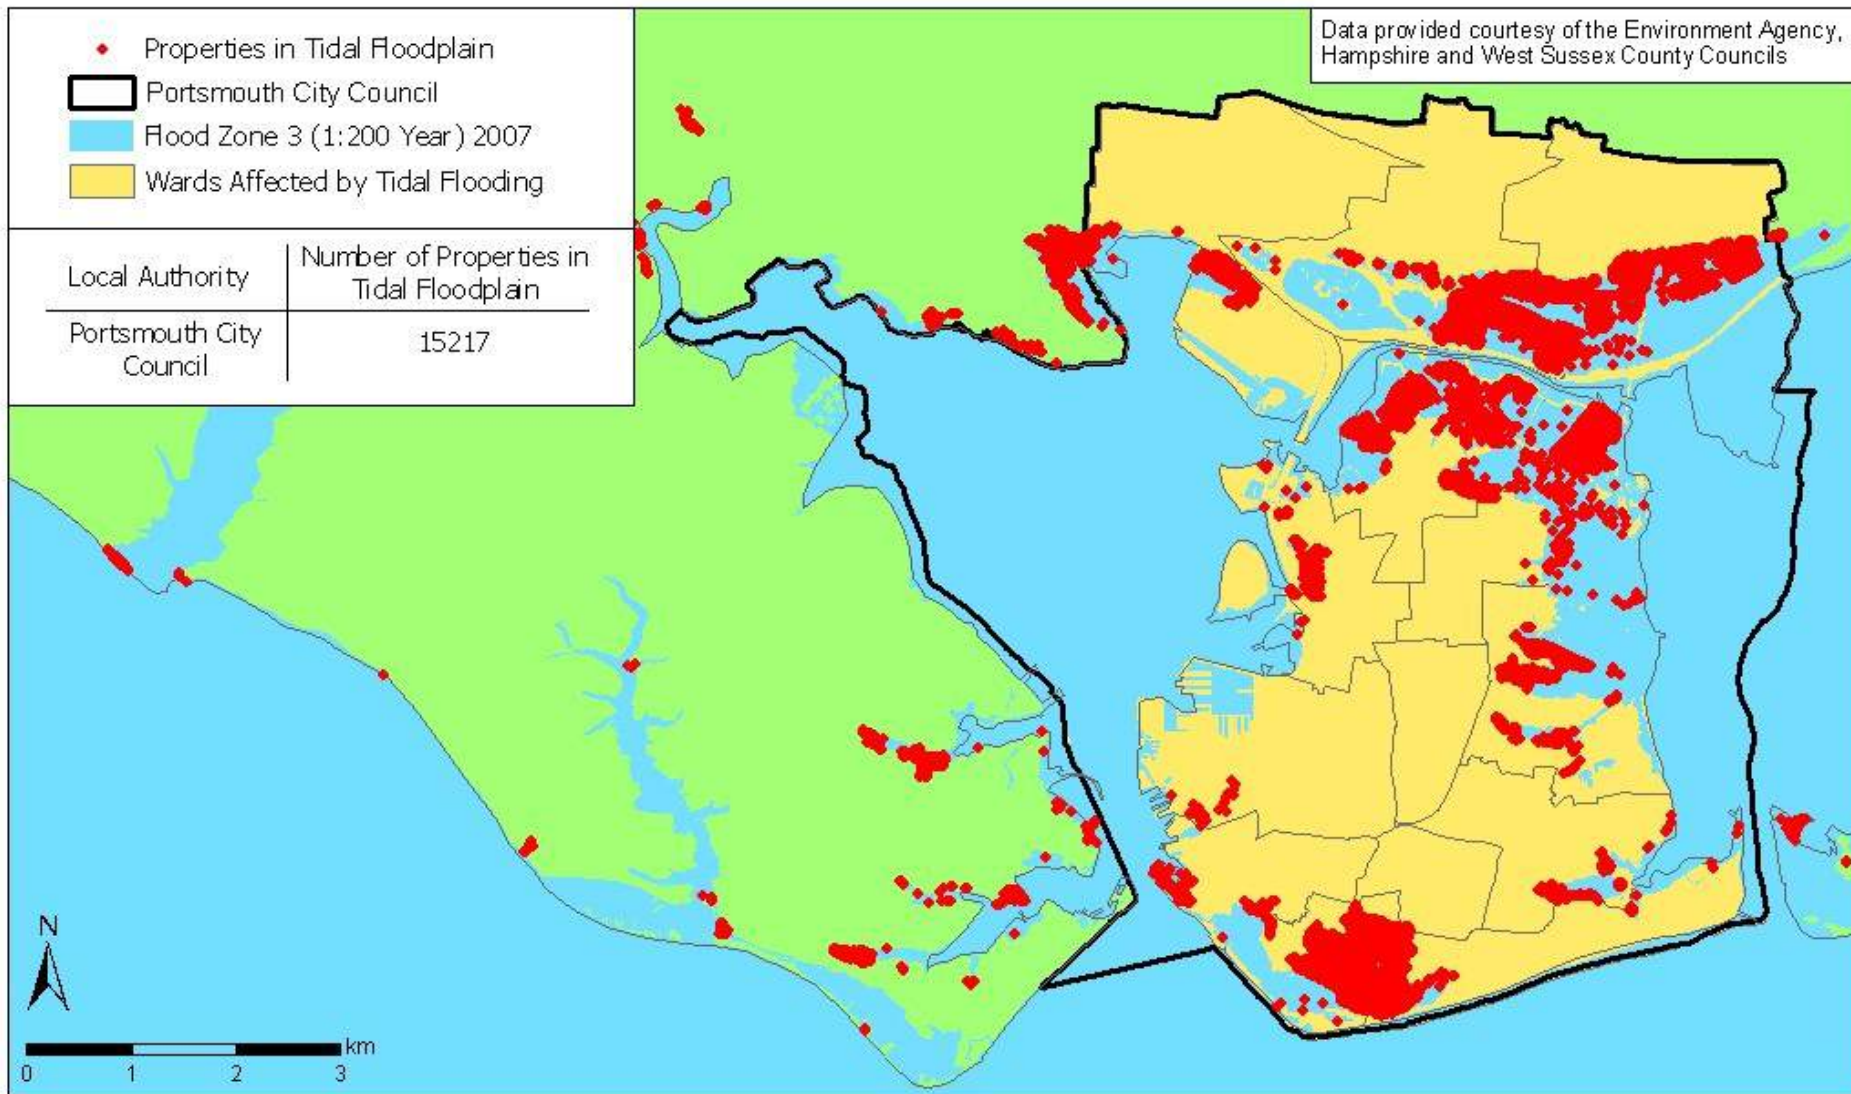 Properties in Tidal Floodplain
Portsmouth City Council
Flood Zone 3 (1:200 Year) 2007
Wards Affected by Tidal Flooding
Local Authority
Number of Properties in
Tidal Floodplain
Portsmouth City
Council
15217
Data provided courtesy of the Environment Agency,
Hampshire and West Sussex County Councils
N
km
0 1 2 3